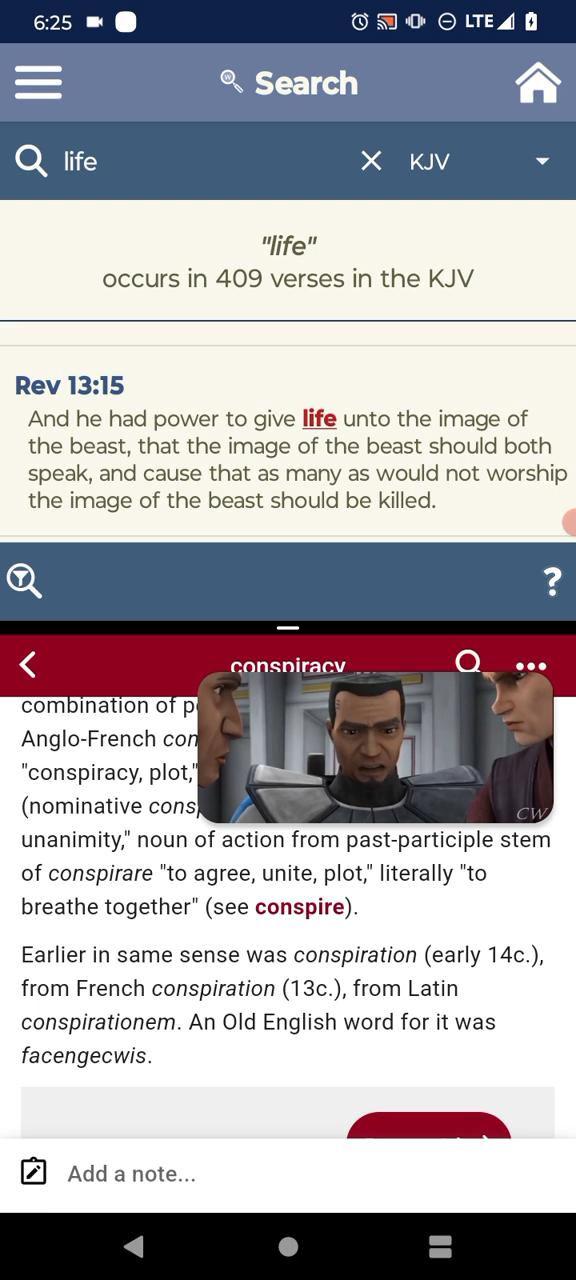 6:25
LTE
Search
life
KJV
"life"
occurs in 409 verses in the KJV
Rev 13:15
And he had power to give life unto the image of
the beast, that the image of the beast should both
speak, and cause that as many as would not worship
the image of the beast should be killed.
?
conspiracy
combination of
Anglo-French
"conspiracy, plot,"
(nominative
CW
unanimity," noun of action from past-participle stem
of conspirare "to agree, unite, plot," literally "to
breathe together" (see conspire).
Earlier in same sense was conspiration (early 14c.),
from French conspiration (13c.), from Latin
conspirationem. An Old English word for it was
facengecwis.
Add a note...